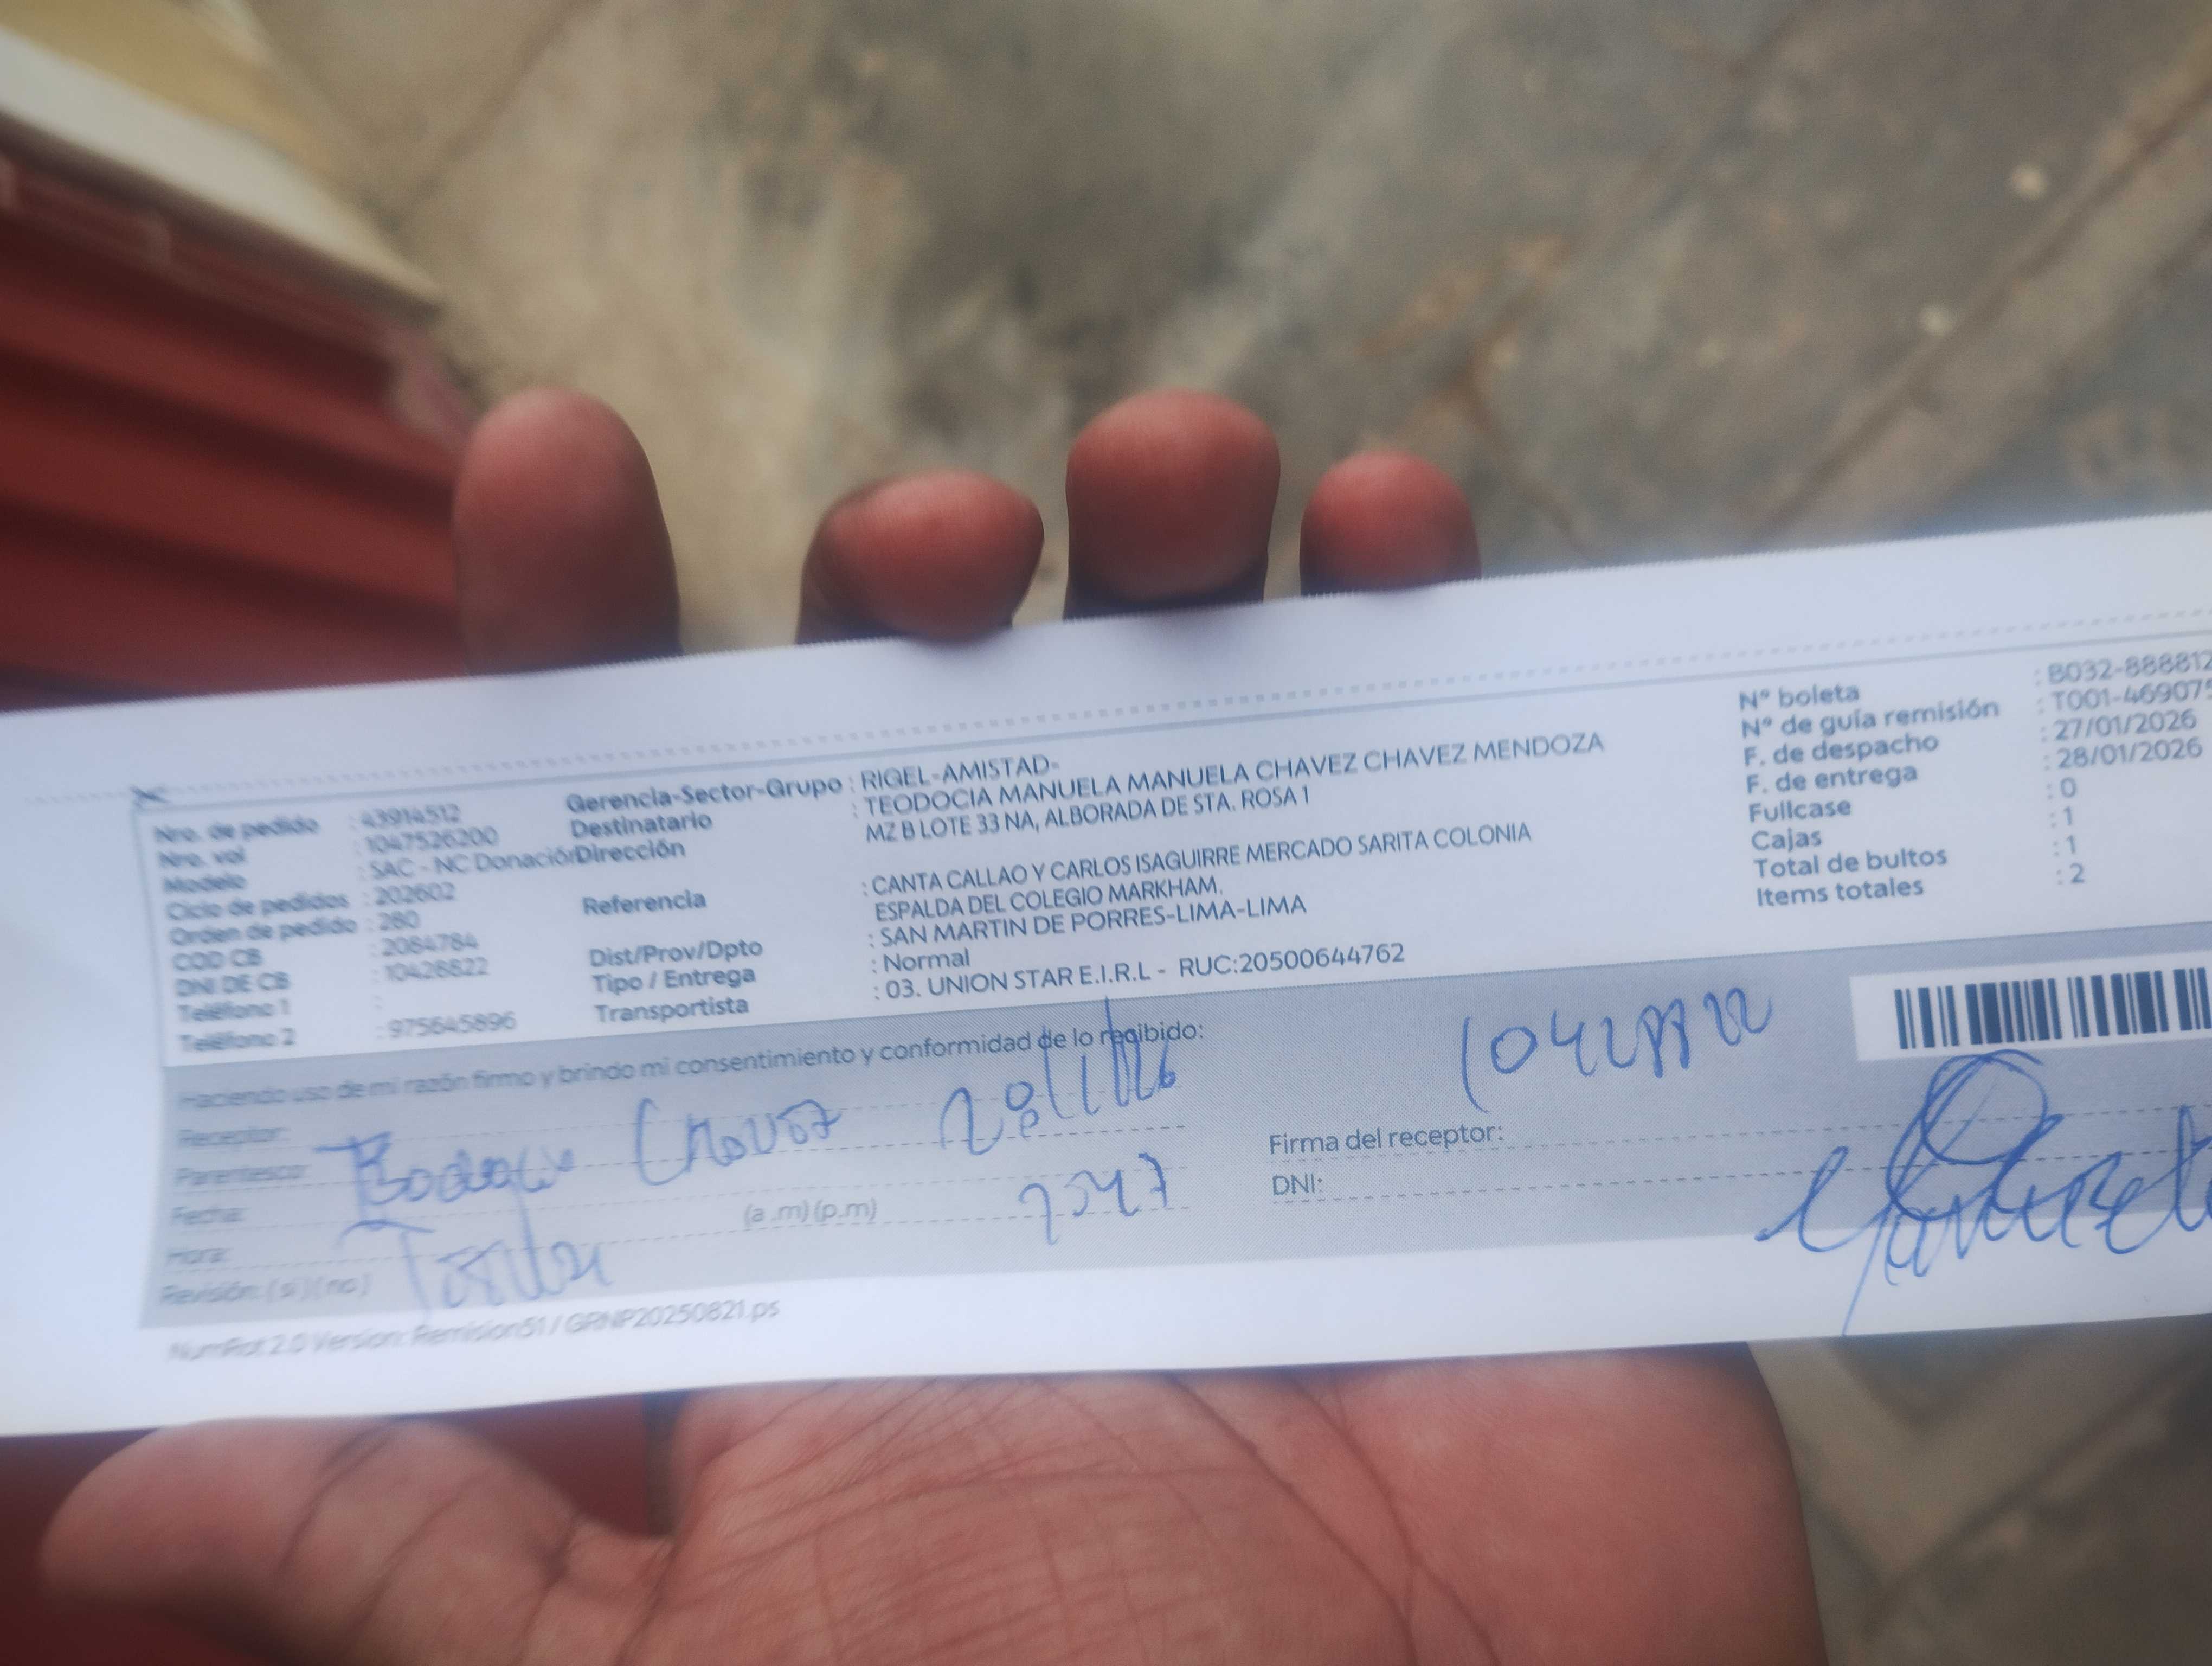 Nro. de pedido : 43914512
Nro. vol : 1047526200
Modelo : SAC - NC Donación
Ciclo de pedidos : 202602
Orden de pedido : 280
COD CB : 2084784
DNI DE CB : 10428822
Teléfono 1 :
Teléfono 2 : 975645896
Gerencia-Sector-Grupo : RIGEL-AMISTAD-
Destinatario : TEODOCIA MANUELA MANUELA CHAVEZ CHAVEZ MENDOZA
Dirección MZ B LOTE 33 NA, ALBORADA DE STA. ROSA 1
Referencia : CANTA CALLAO Y CARLOS ISAGUIRRE MERCADO SARITA COLONIA
ESPALDA DEL COLEGIO MARKHAM.
Dist/Prov/Dpto : SAN MARTIN DE PORRES-LIMA-LIMA
Tipo / Entrega : Normal
Transportista : 03. UNION STAR E.I.R.L - RUC:20500644762
N° boleta : B032-888812
N° de guía remisión : T001-469075
F. de despacho : 27/01/2026
F. de entrega : 28/01/2026
Fullcase : 0
Cajas : 1
Total de bultos : 1
Items totales : 2
Haciendo uso de mi razón firmo y brindo mi consentimiento y conformidad de lo recibido:
Receptor:
Parentesco:
Fecha:
Hora: (a .m) (p.m)
Revisión: ( si ) ( no )
28/1/26
10428822
Firma del receptor:
DNI:
NumRot 2.0 Version: Remision51 / GRNP20250821.ps